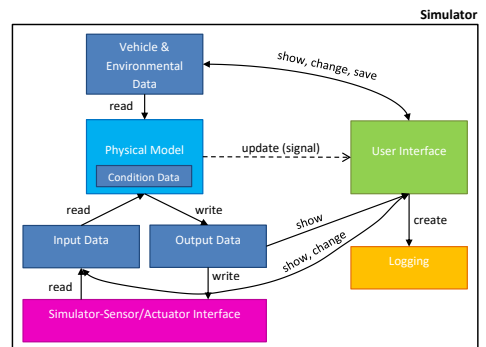 Simulator
Vehicle &
Environmental
Data
show, change, save
read
Physical Model
Condition Data
update (signal)
User Interface
read
write
show
create
Input Data
Output Data
show, change
Logging
read
write
Simulator-Sensor/Actuator Interface